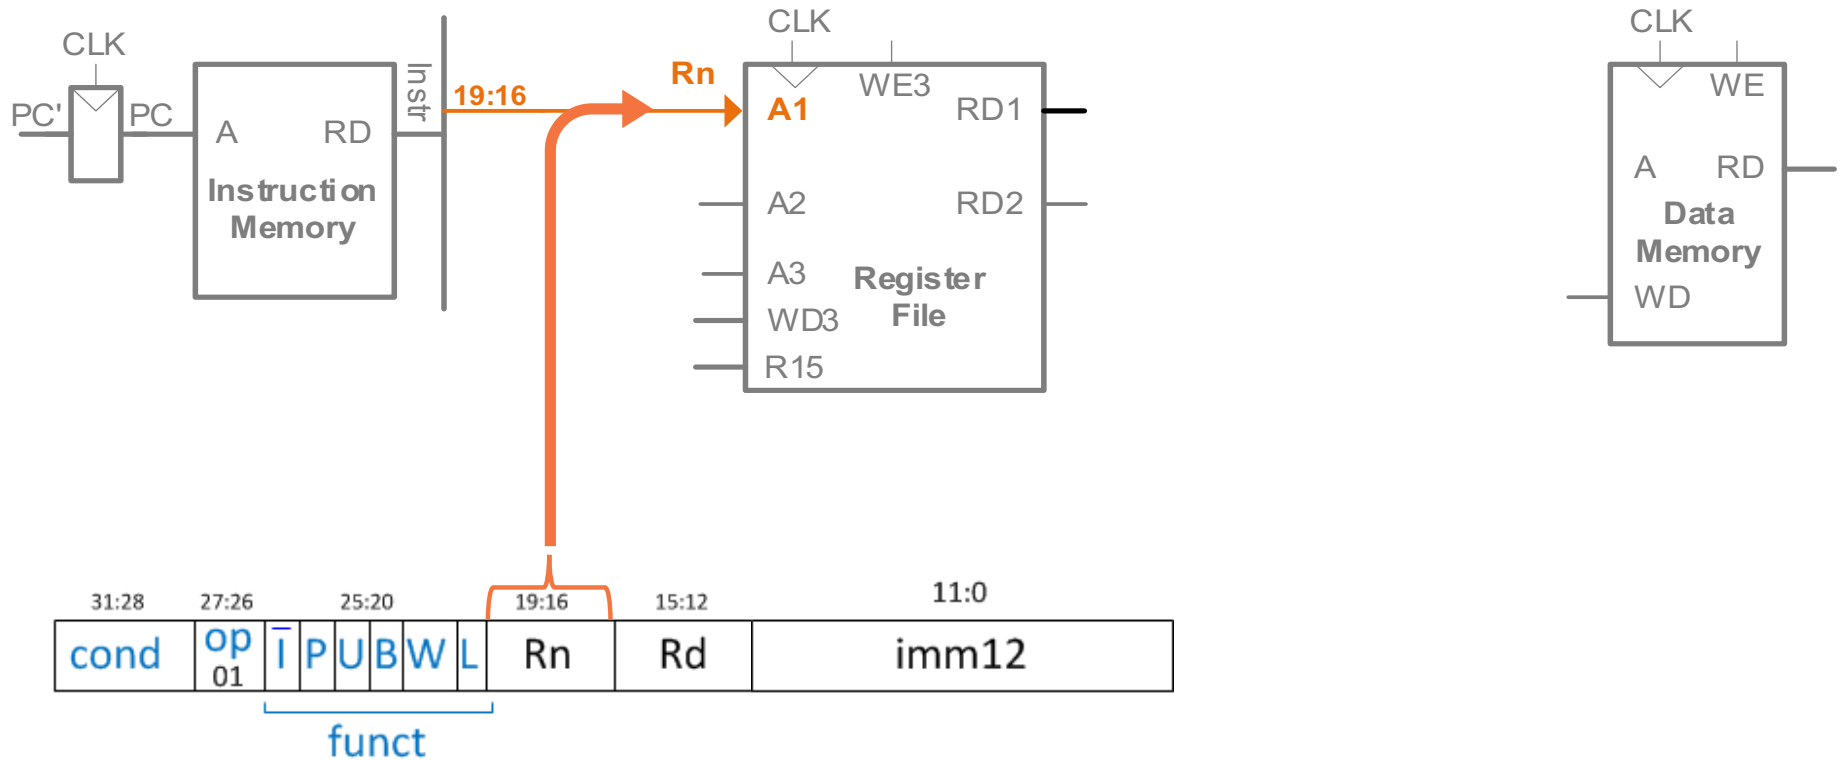 CLK
PC'
PC
A
RD
Instruction
Memory
Instr
19:16
Rn
CLK
WE3
A1
RD1
A2
RD2
A3
WD3
R15
Register
File
CLK
WE
A
RD
Data
Memory
WD
31:28
27:26
25:20
19:16
15:12
11:0
cond
op
01
I
P
U
B
W
L
Rn
Rd
imm12
funct